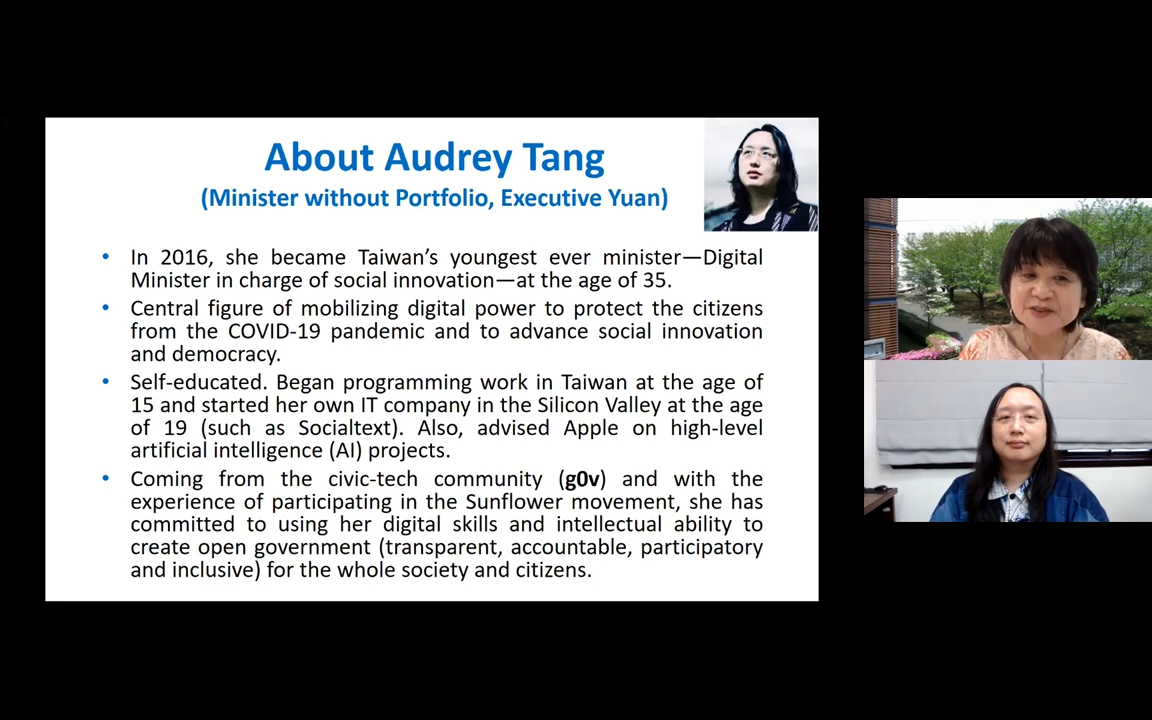 About Audrey Tang
(Minister without Portfolio, Executive Yuan)
• In 2016, she became Taiwan’s youngest ever minister—Digital
Minister in charge of social innovation—at the age of 35.
• Central figure of mobilizing digital power to protect the citizens
from the COVID-19 pandemic and to advance social innovation
and democracy.
• Self-educated. Began programming work in Taiwan at the age of
15 and started her own IT company in the Silicon Valley at the age
of 19 (such as Socialtext). Also, advised Apple on high-level
artificial intelligence (AI) projects.
• Coming from the civic-tech community (g0v) and with the
experience of participating in the Sunflower movement, she has
committed to using her digital skills and intellectual ability to
create open government (transparent, accountable, participatory
and inclusive) for the whole society and citizens.